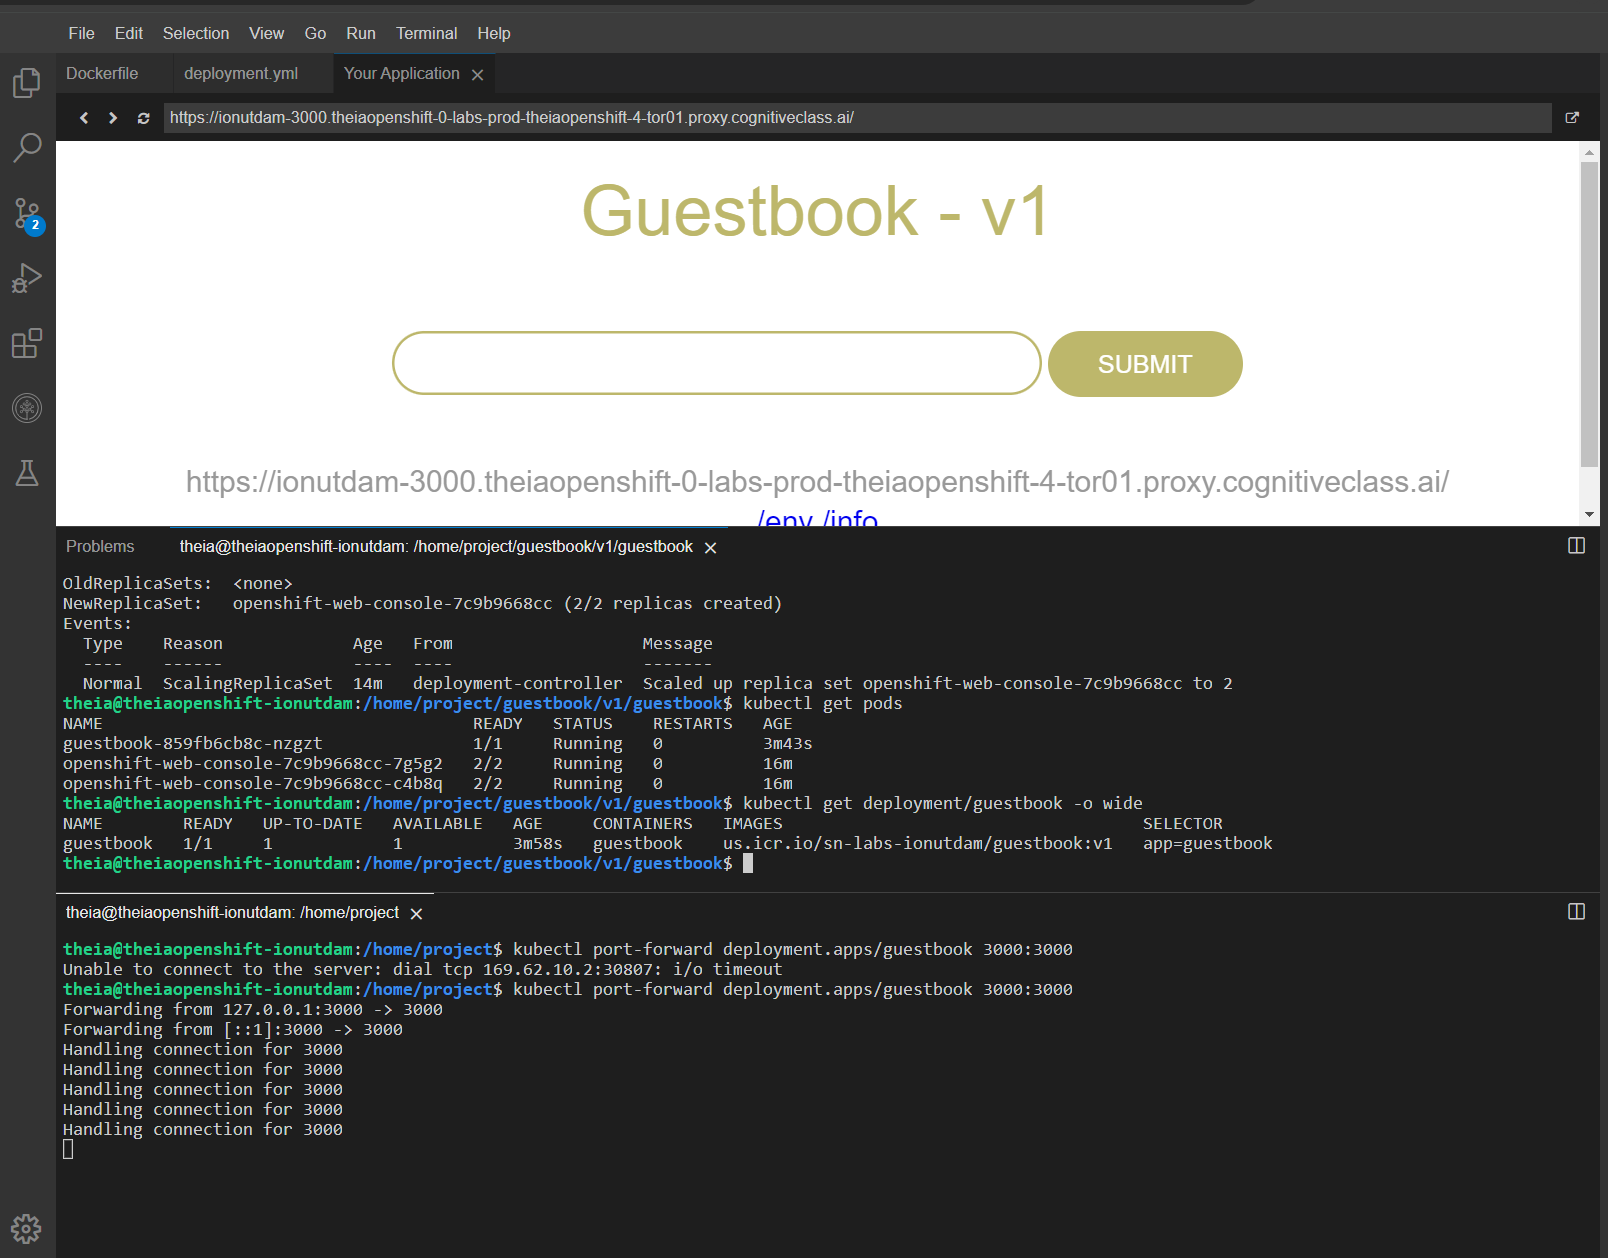 File Edit Selection View Go Run Terminal Help
Dockerfile deployment.yml Your Application
https://ionutdam-3000.theiaopenshift-0-labs-prod-theiaopenshift-4-tor01.proxy.cognitiveclass.ai/
2
Guestbook - v1
SUBMIT
https://ionutdam-3000.theiaopenshift-0-labs-prod-theiaopenshift-4-tor01.proxy.cognitiveclass.ai/
/env /info
Problems theia@theiaopenshift-ionutdam: /home/project/guestbook/v1/guestbook
OldReplicaSets:  <none>
NewReplicaSet:   openshift-web-console-7c9b9668cc (2/2 replicas created)
Events:
  Type    Reason             Age   From                   Message
  ----    ------             ----  ----                   -------
  Normal  ScalingReplicaSet  14m   deployment-controller  Scaled up replica set openshift-web-console-7c9b9668cc to 2
theia@theiaopenshift-ionutdam:/home/project/guestbook/v1/guestbook$ kubectl get pods
NAME                                     READY   STATUS    RESTARTS   AGE
guestbook-859fb6cb8c-nzgzt               1/1     Running   0          3m43s
openshift-web-console-7c9b9668cc-7g5g2   2/2     Running   0          16m
openshift-web-console-7c9b9668cc-c4b8q   2/2     Running   0          16m
theia@theiaopenshift-ionutdam:/home/project/guestbook/v1/guestbook$ kubectl get deployment/guestbook -o wide
NAME        READY   UP-TO-DATE   AVAILABLE   AGE     CONTAINERS   IMAGES                                    SELECTOR
guestbook   1/1     1            1           3m58s   guestbook    us.icr.io/sn-labs-ionutdam/guestbook:v1   app=guestbook
theia@theiaopenshift-ionutdam:/home/project/guestbook/v1/guestbook$
theia@theiaopenshift-ionutdam: /home/project
theia@theiaopenshift-ionutdam:/home/project$ kubectl port-forward deployment.apps/guestbook 3000:3000
Unable to connect to the server: dial tcp 169.62.10.2:30807: i/o timeout
theia@theiaopenshift-ionutdam:/home/project$ kubectl port-forward deployment.apps/guestbook 3000:3000
Forwarding from 127.0.0.1:3000 -> 3000
Forwarding from [::1]:3000 -> 3000
Handling connection for 3000
Handling connection for 3000
Handling connection for 3000
Handling connection for 3000
Handling connection for 3000